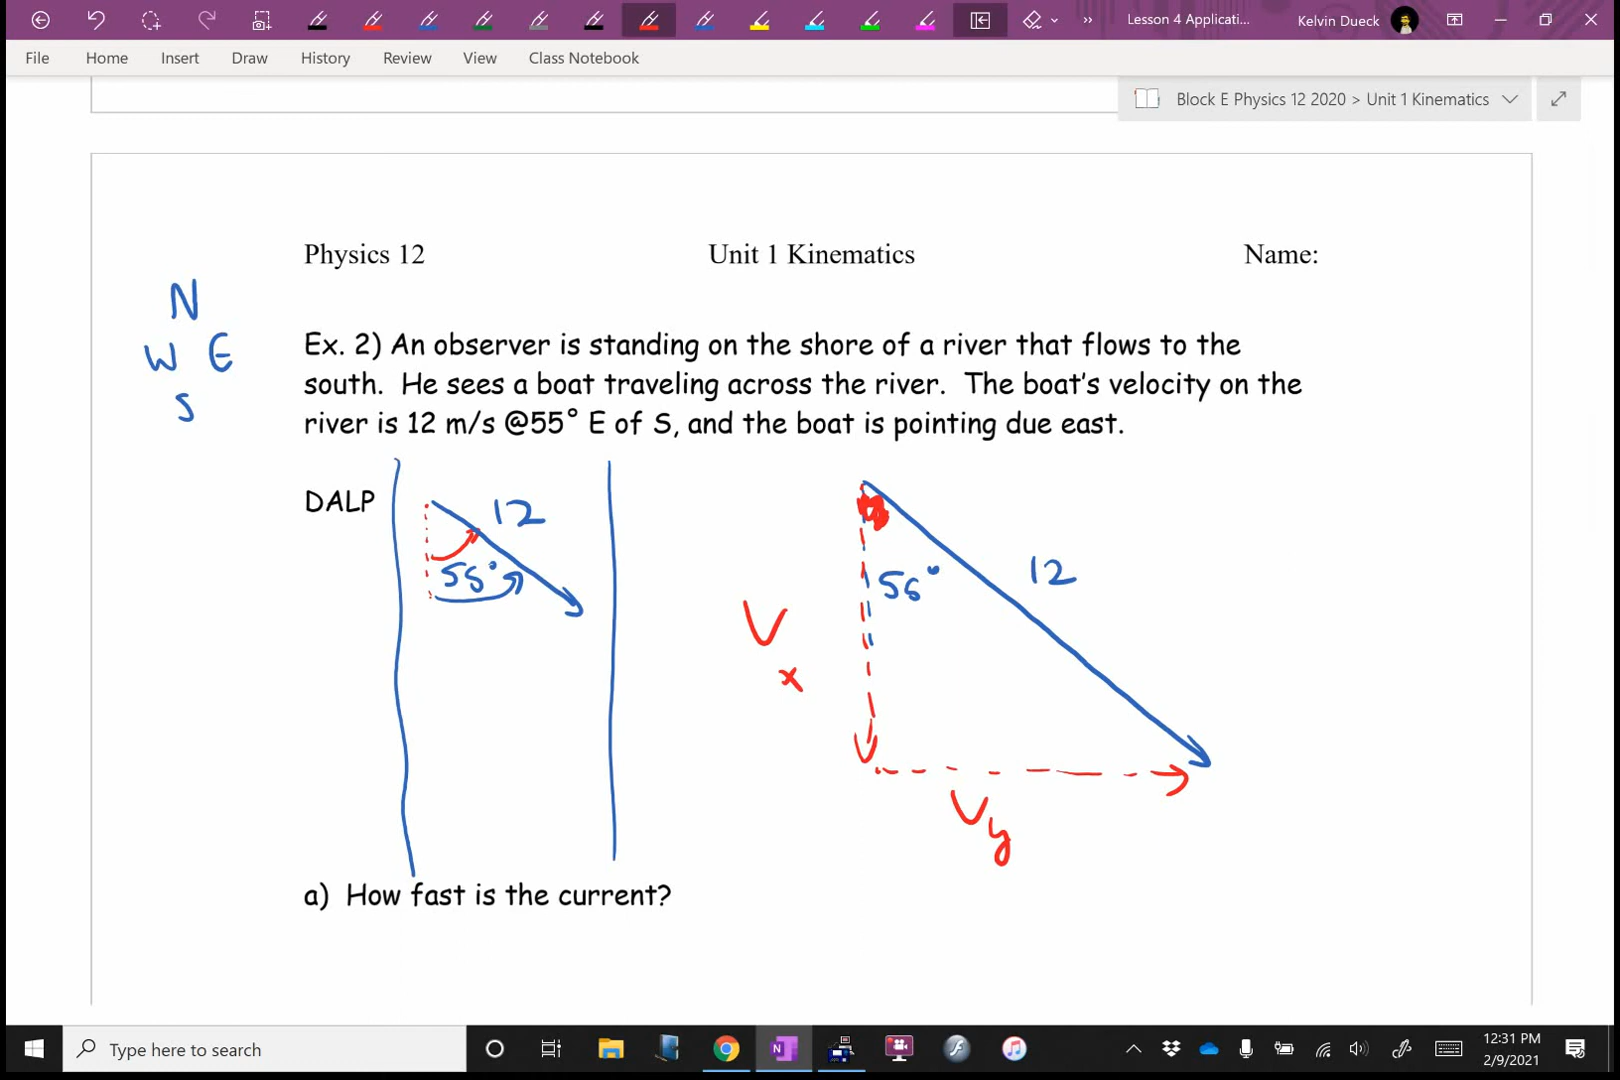 Lesson 4 Applicati...
Kelvin Dueck
File Home Insert Draw History Review View Class Notebook
Block E Physics 12 2020 > Unit 1 Kinematics
Physics 12 Unit 1 Kinematics Name:
N
W E
S
Ex. 2) An observer is standing on the shore of a river that flows to the
south. He sees a boat traveling across the river. The boat's velocity on the
river is 12 m/s @55° E of S, and the boat is pointing due east.
DALP
12
55°
12
55°
V
x
V
y
a) How fast is the current?
Type here to search
12:31 PM
2/9/2021